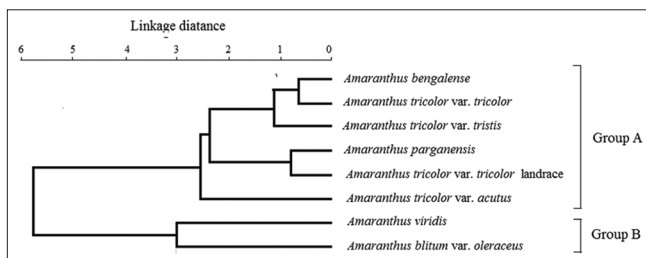 Linkage diatance
6 5 4 3 2 1 0
Amaranthus bengalense
Amaranthus tricolor var. tricolor
Amaranthus tricolor var. tristis
Amaranthus parganensis
Amaranthus tricolor var. tricolor landrace
Amaranthus tricolor var. acutus
Group A
Amaranthus viridis
Amaranthus blitum var. oleraceus
Group B